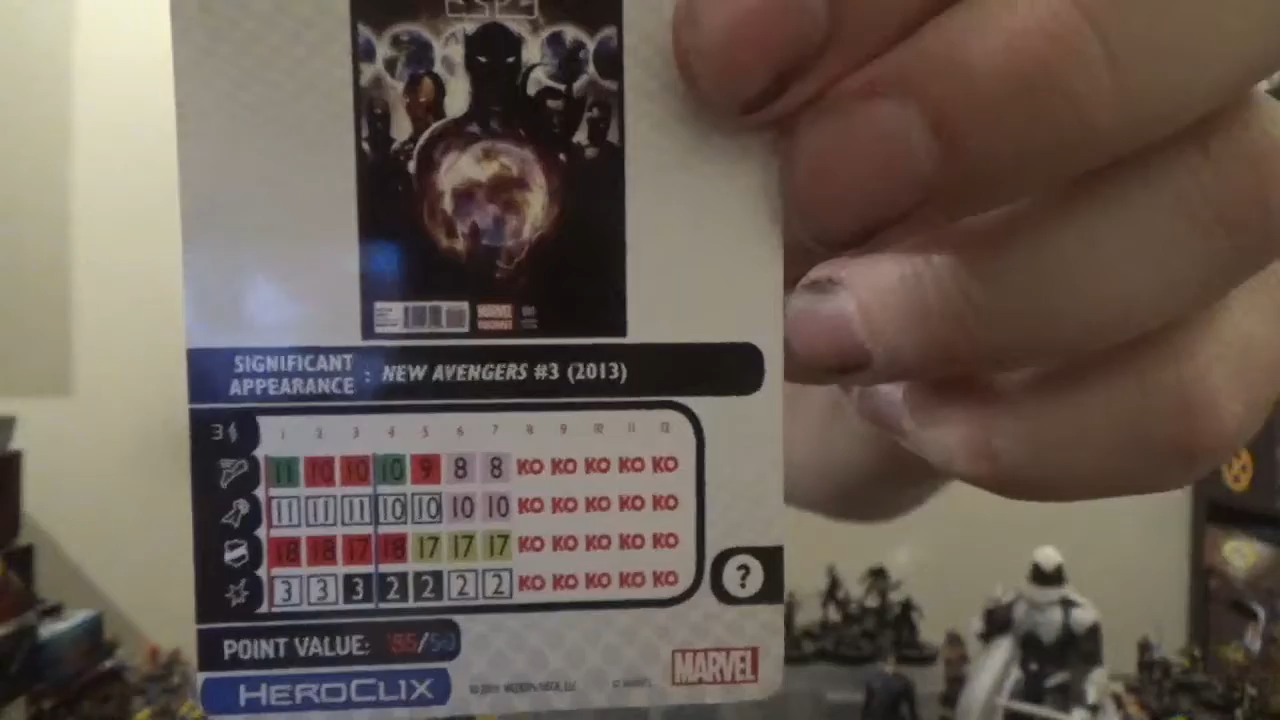 MARVEL
SIGNIFICANT
APPEARANCE : NEW AVENGERS #3 (2013)
3 1 2 3 4 5 6 7 8 9 10 11 12
11 10 10 10 9 8 8 KO KO KO KO KO
11 11 11 10 10 10 10 KO KO KO KO KO
18 18 17 18 17 17 17 KO KO KO KO KO
3 3 3 2 2 2 2 KO KO KO KO KO
?
POINT VALUE: /50
HEROCLIX
MARVEL